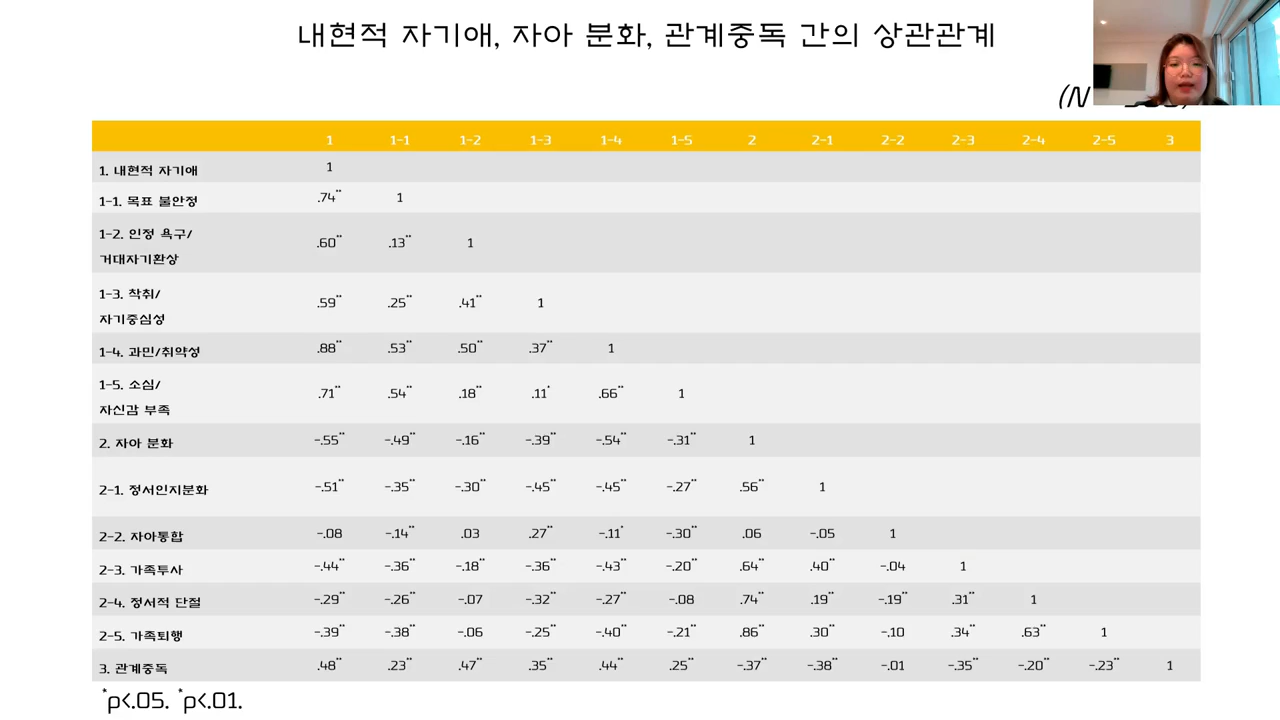 내현적 자기애, 자아 분화, 관계중독 간의 상관관계
(N
1 1-1 1-2 1-3 1-4 1-5 2 2-1 2-2 2-3 2-4 2-5 3
1. 내현적 자기애 1
1-1. 목표 불안정 .74** 1
1-2. 인정 욕구/
거대자기환상 .60** .13** 1
1-3. 착취/
자기중심성 .59** .25** .41** 1
1-4. 과민/취약성 .88** .53** .50** .37** 1
1-5. 소심/
자신감 부족 .71** .54** .18** .11* .66** 1
2. 자아 분화 -.55** -.49** -.16** -.39** -.54** -.31** 1
2-1. 정서인지분화 -.51** -.35** -.30** -.45** -.45** -.27** .56** 1
2-2. 자아통합 -.08 -.14** .03 .27** -.11* -.30** .06 -.05 1
2-3. 가족투사 -.44** -.36** -.18** -.36** -.43** -.20** .64** .40** -.04 1
2-4. 정서적 단절 -.29** -.26** -.07 -.32** -.27** -.08 .74** .19** -.19** .31** 1
2-5. 가족퇴행 -.39** -.38** -.06 -.25** -.40** -.21** .86** .30** -.10 .34** .63** 1
3. 관계중독 .48** .23** .47** .35** .44** .25** -.37** -.38** -.01 -.35** -.20** -.23** 1
*p<.05. *p<.01.